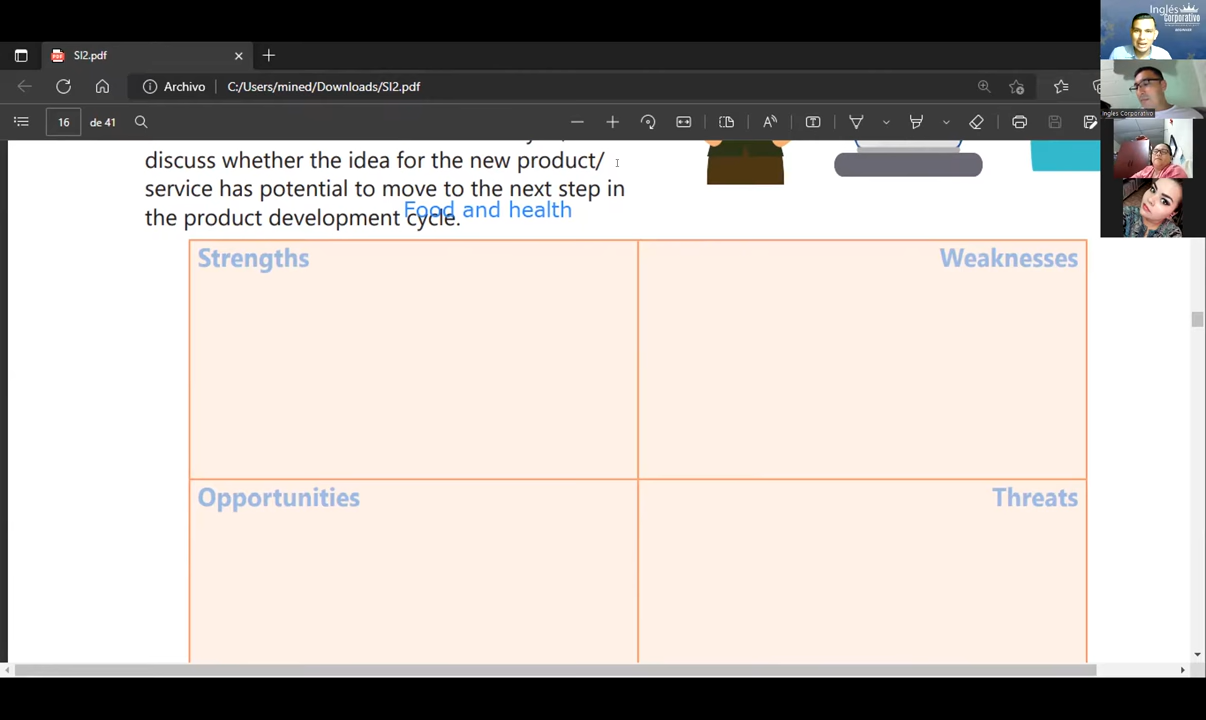 SI2.pdf
Archivo
C:/Users/mined/Downloads/SI2.pdf
16 de 41
discuss whether the idea for the new product/
service has potential to move to the next step in
the product development cycle.
Food and health
Strengths
Weaknesses
Opportunities
Threats
Inglés
Corporativo
Ingles Corporativo